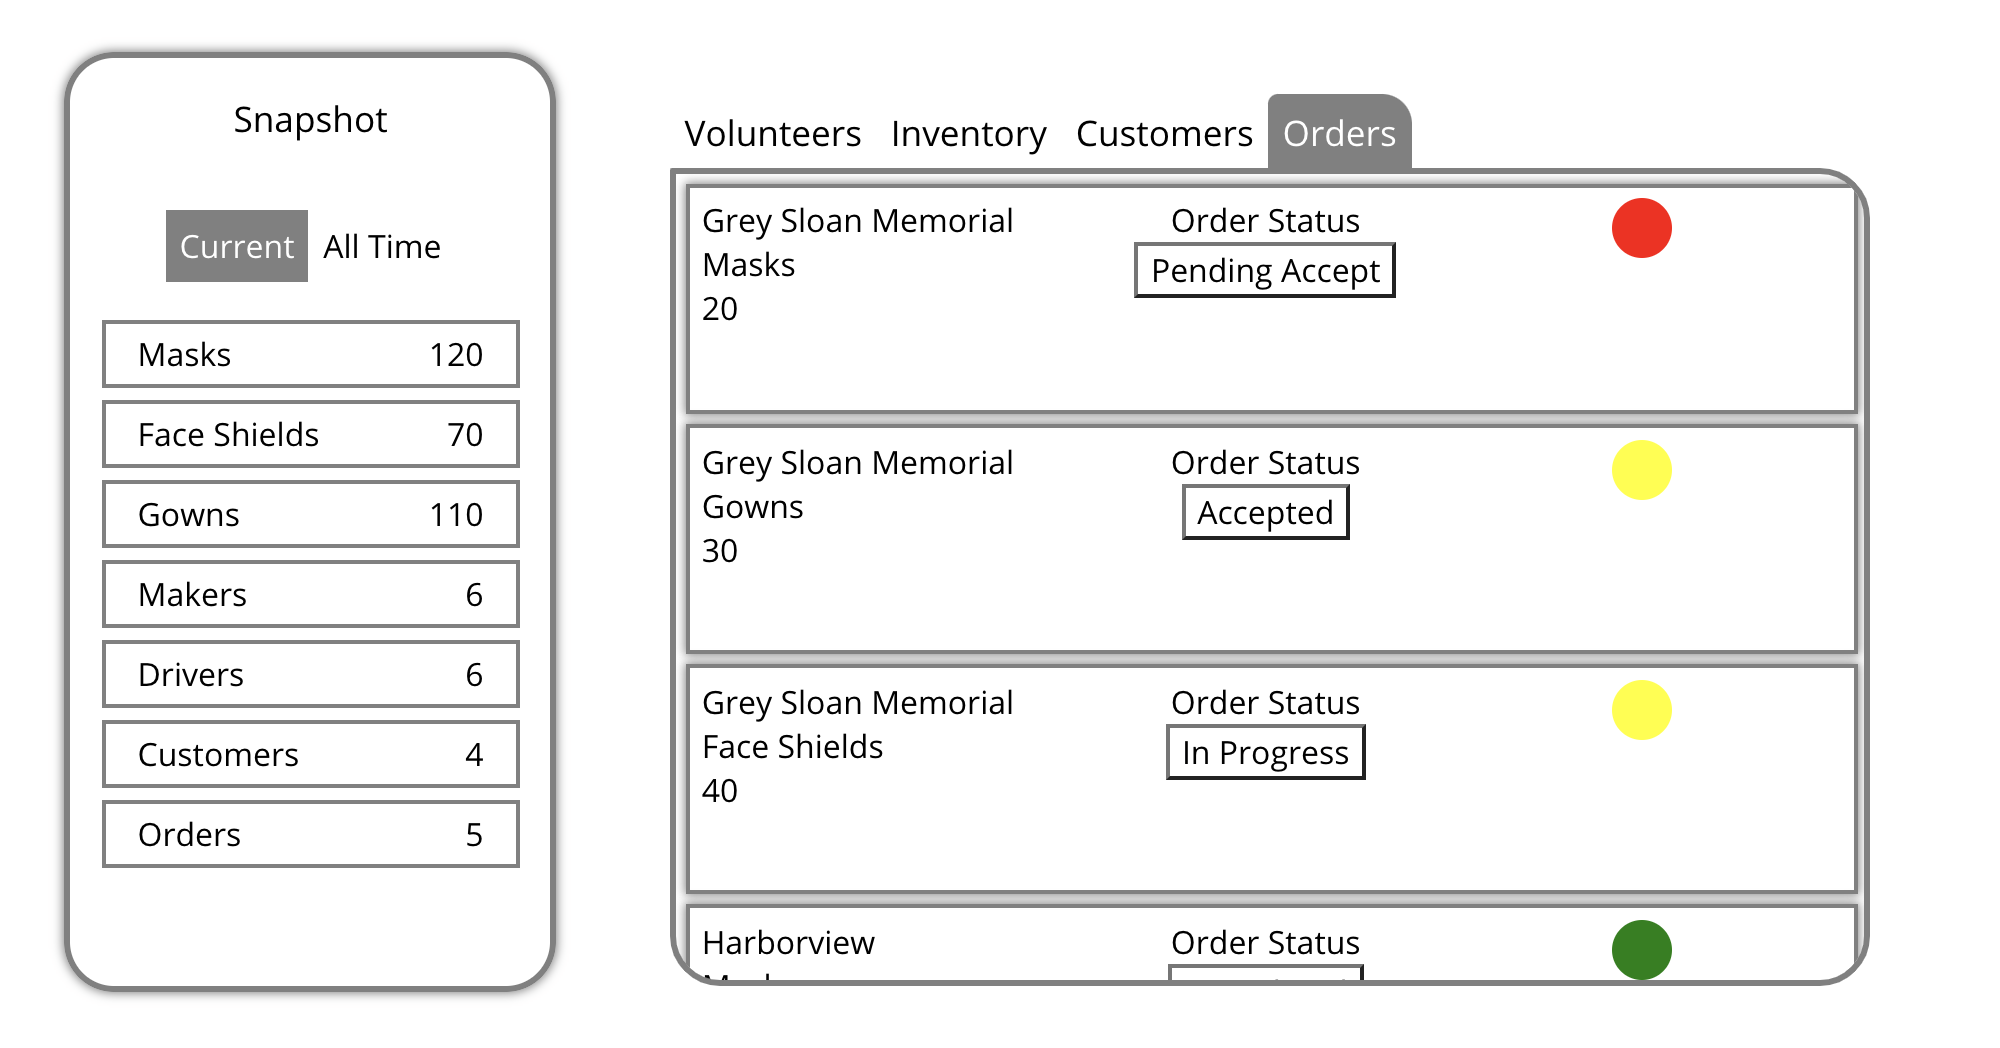 Snapshot
Current All Time
Masks 120
Face Shields 70
Gowns 110
Makers 6
Drivers 6
Customers 4
Orders 5
Volunteers Inventory Customers Orders
Grey Sloan Memorial
Masks
20
Order Status
Pending Accept
Grey Sloan Memorial
Gowns
30
Order Status
Accepted
Grey Sloan Memorial
Face Shields
40
Order Status
In Progress
Harborview
Order Status